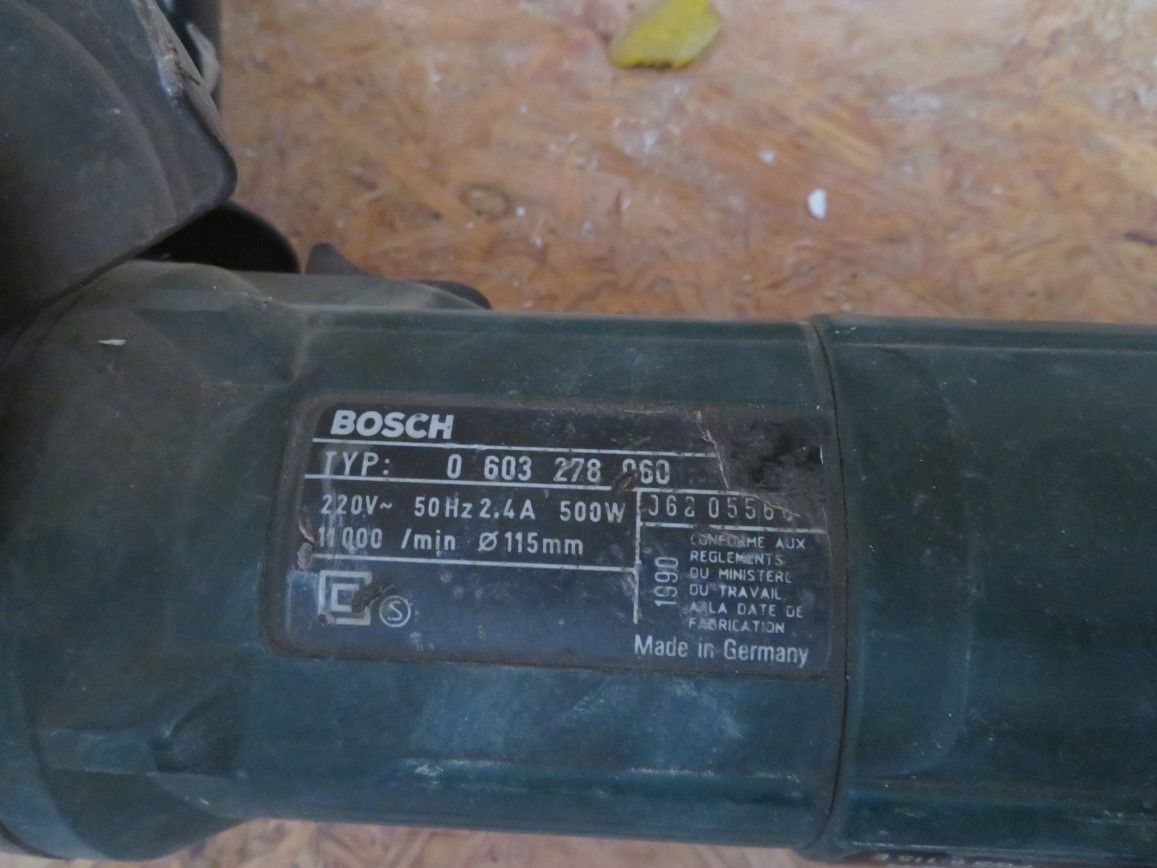 BOSCH
TYP: 0 603 278 060
220V~ 50Hz 2,4A 500W
11000 /min Ø115mm
1990
CONFORME AUX
REGLEMENTS
DU MINISTERE
DU TRAVAIL
A LA DATE DE
FABRICATION
S
Made in Germany